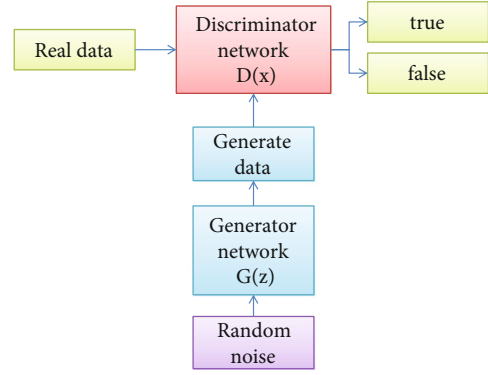 Real data
Discriminator
network
D(x)
true
false
Generate
data
Generator
network
G(z)
Random
noise